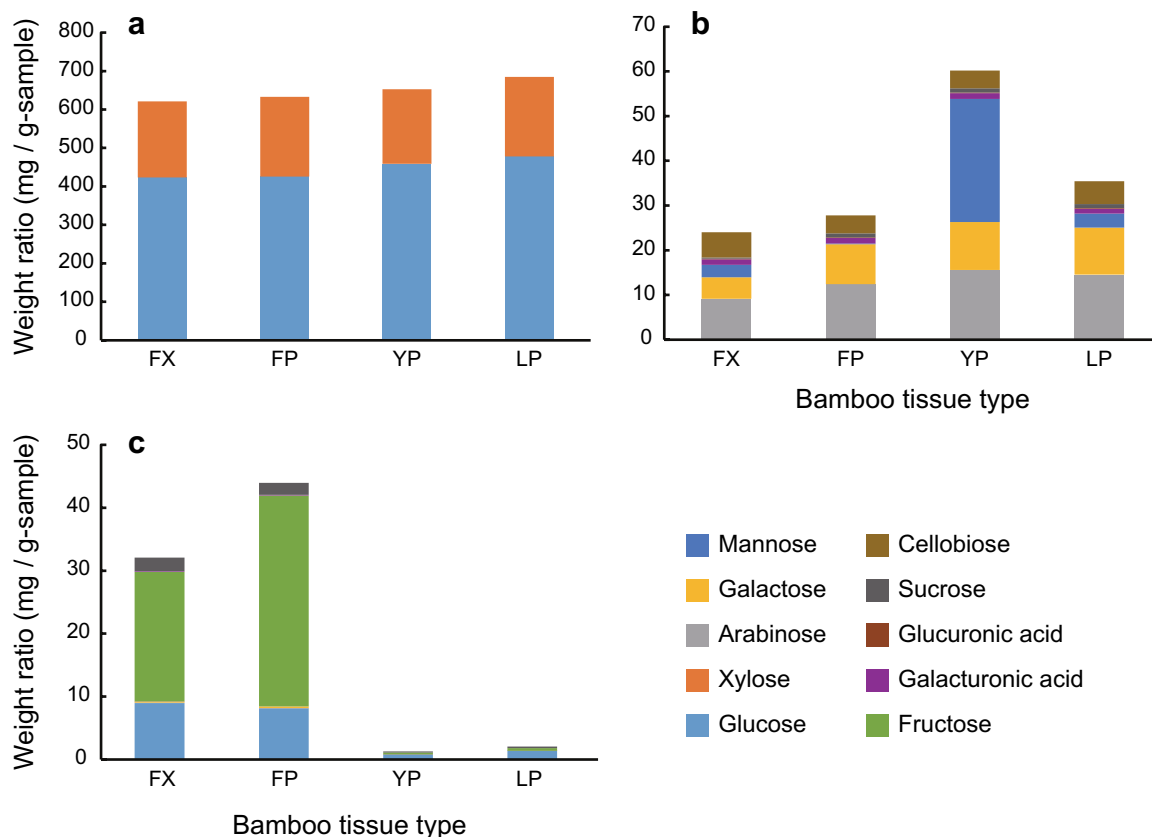 a
Weight ratio (mg / g-sample)
800
700
600
500
400
300
200
100
0
FX FP YP LP
b
70
60
50
40
30
20
10
0
FX FP YP LP
Bamboo tissue type
c
Weight ratio (mg / g-sample)
50
40
30
20
10
0
FX FP YP LP
Bamboo tissue type
Mannose
Galactose
Arabinose
Xylose
Glucose
Cellobiose
Sucrose
Glucuronic acid
Galacturonic acid
Fructose